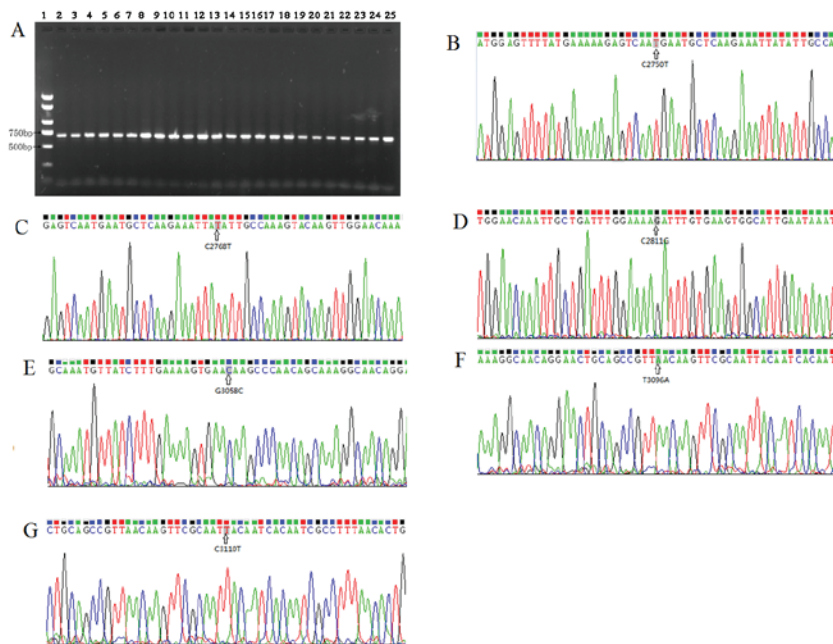 1 2 3 4 5 6 7 8 9 10 11 12 13 14 15 16 17 18 19 20 21 22 23 24 25
A
750bp
500bp
B
ATGGAGTTTTATGAAAAAGAGTCAATGAATGCTCAAGAAATTATATTGCCA
C2750T
C
GAGTCAATGAATGCTCAAGAAATTATATTGCCAAAGTACAAGTTGGAACAAA
C2768T
D
TGGAACAAATTGCTGATTTGGAAAAGATTTGTGAAGTGGCATTGAATAAAT
C2811G
E
GCAAATGTTATCTTTGAAAAGTGAACAAGCCCAACAGCAAAGGCAACAGGA
G3058C
F
AAAGGCAACAGGAACTGCAGCCGTTAACAAGTTCGCAATTACAATCACAAT
T3096A
G
CTGCAGCCGTTAACAAGTTCGCAATTACAATCACAATCGCCTTTAACACTG
C3110T